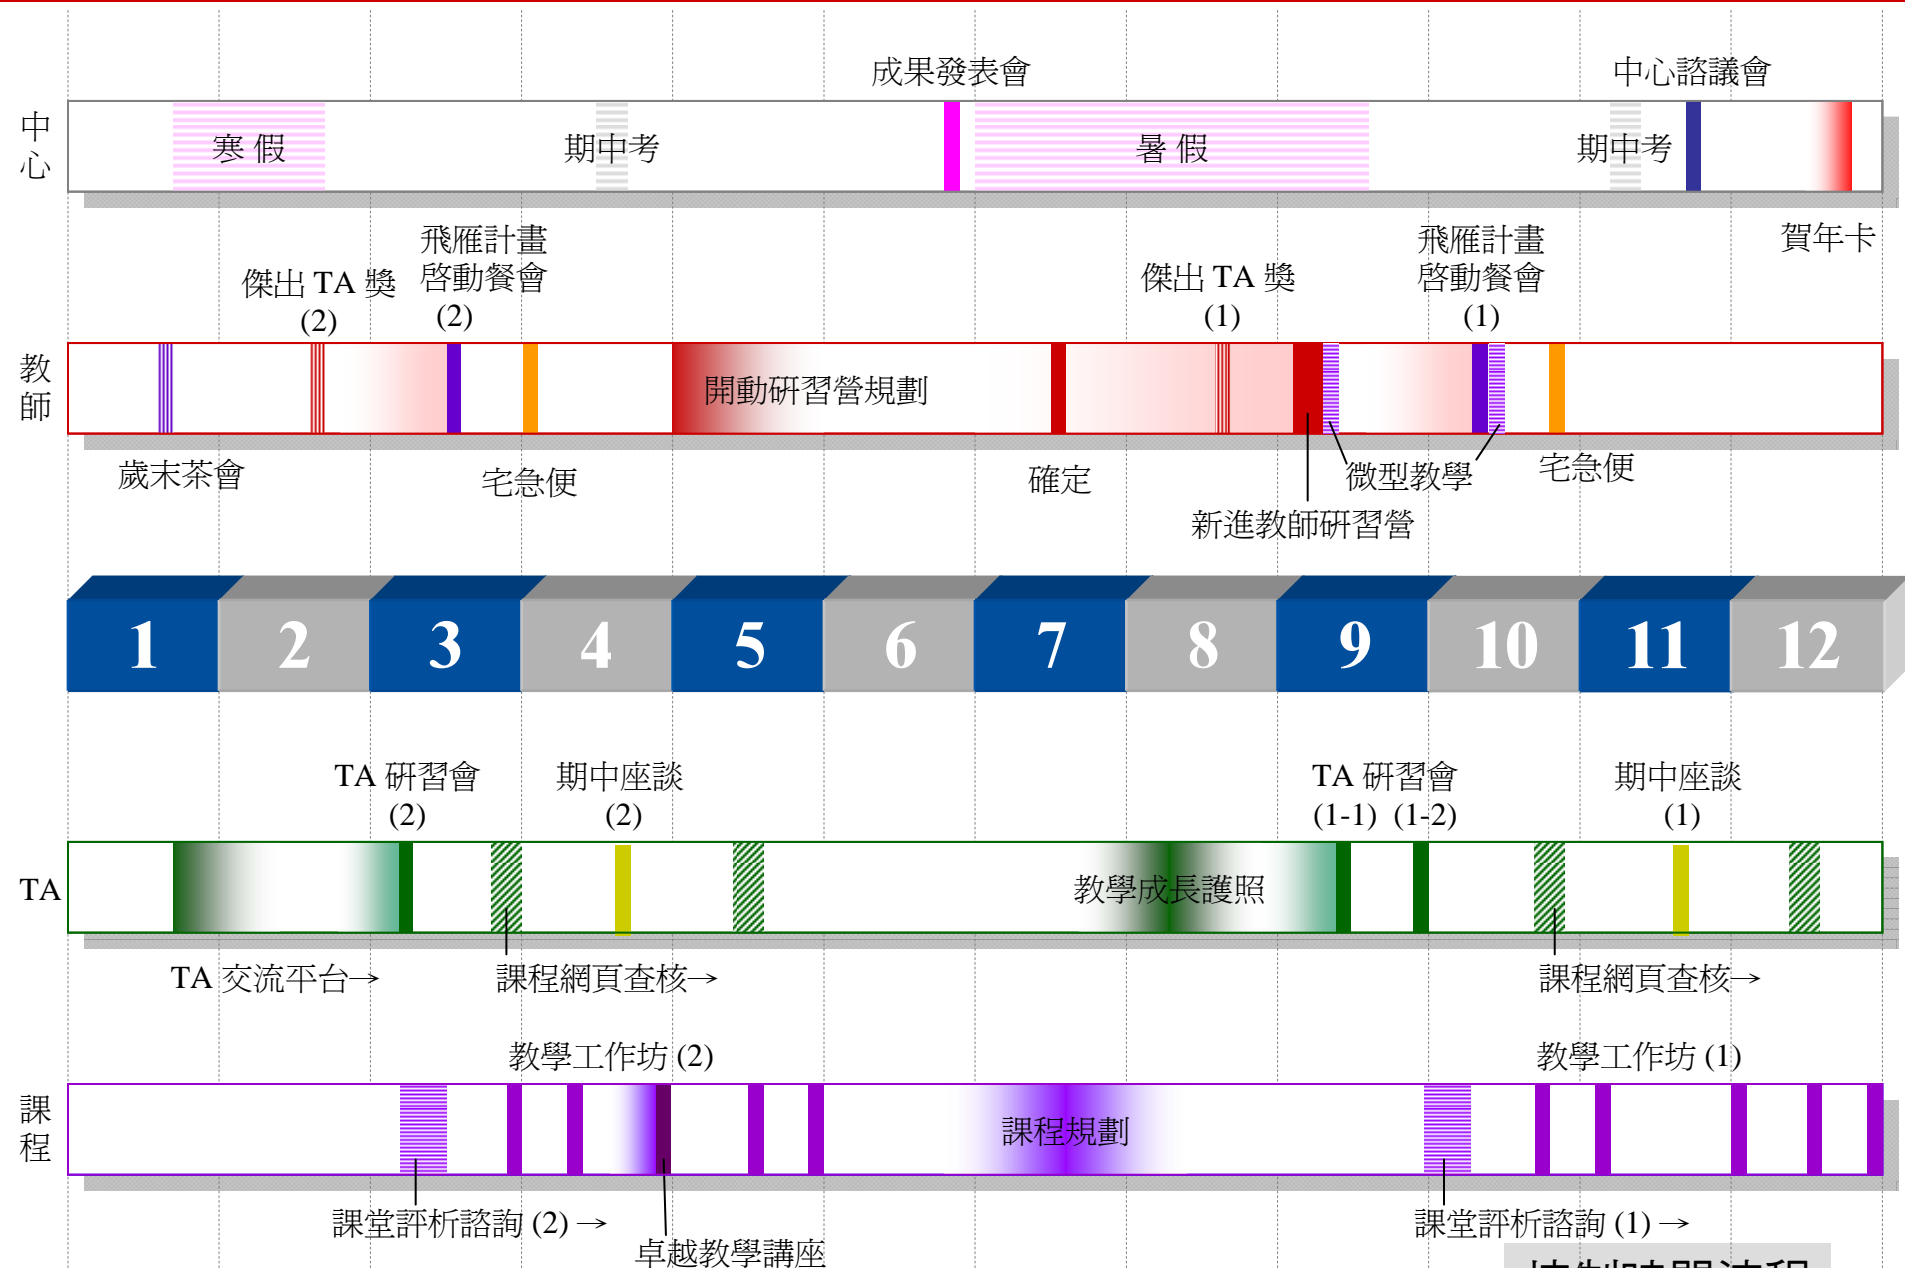 成果發表會
中心諮議會
中心
寒 假
期中考
暑 假
期中考
賀年卡
傑出 TA 獎
(2)
飛雁計畫
啓動餐會
(2)
傑出 TA 獎
(1)
飛雁計畫
啓動餐會
(1)
教師
開動研習營規劃
歲末茶會
宅急便
確定
微型教學
宅急便
新進教師研習營
1
2
3
4
5
6
7
8
9
10
11
12
TA 研習會
(2)
期中座談
(2)
TA 研習會
(1-1) (1-2)
期中座談
(1)
TA
教學成長護照
TA 交流平台→
課程網頁查核→
課程網頁查核→
教學工作坊 (2)
教學工作坊 (1)
課程
課程規劃
課堂評析諮詢 (2) →
卓越教學講座
課堂評析諮詢 (1) →